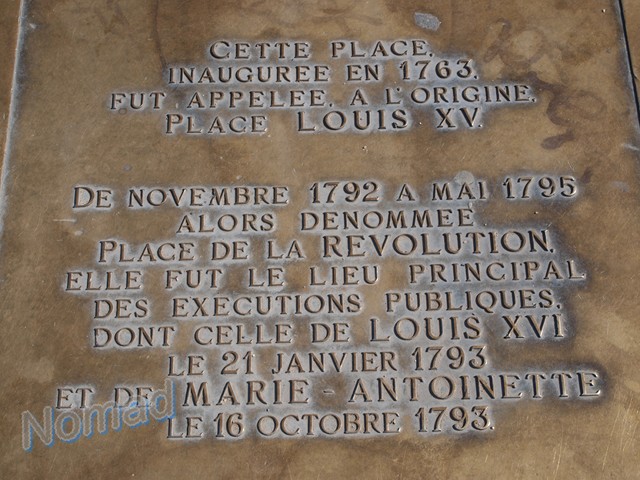 CETTE PLACE,
INAUGUREE EN 1763,
FUT APPELEE, A L'ORIGINE,
PLACE LOUIS XV.
DE NOVEMBRE 1792 A MAI 1795
ALORS DENOMMEE
PLACE DE LA REVOLUTION,
ELLE FUT LE LIEU PRINCIPAL
DES EXECUTIONS PUBLIQUES,
DONT CELLE DE LOUIS XVI
LE 21 JANVIER 1793
ET DE MARIE-ANTOINETTE
LE 16 OCTOBRE 1793.
Nomad